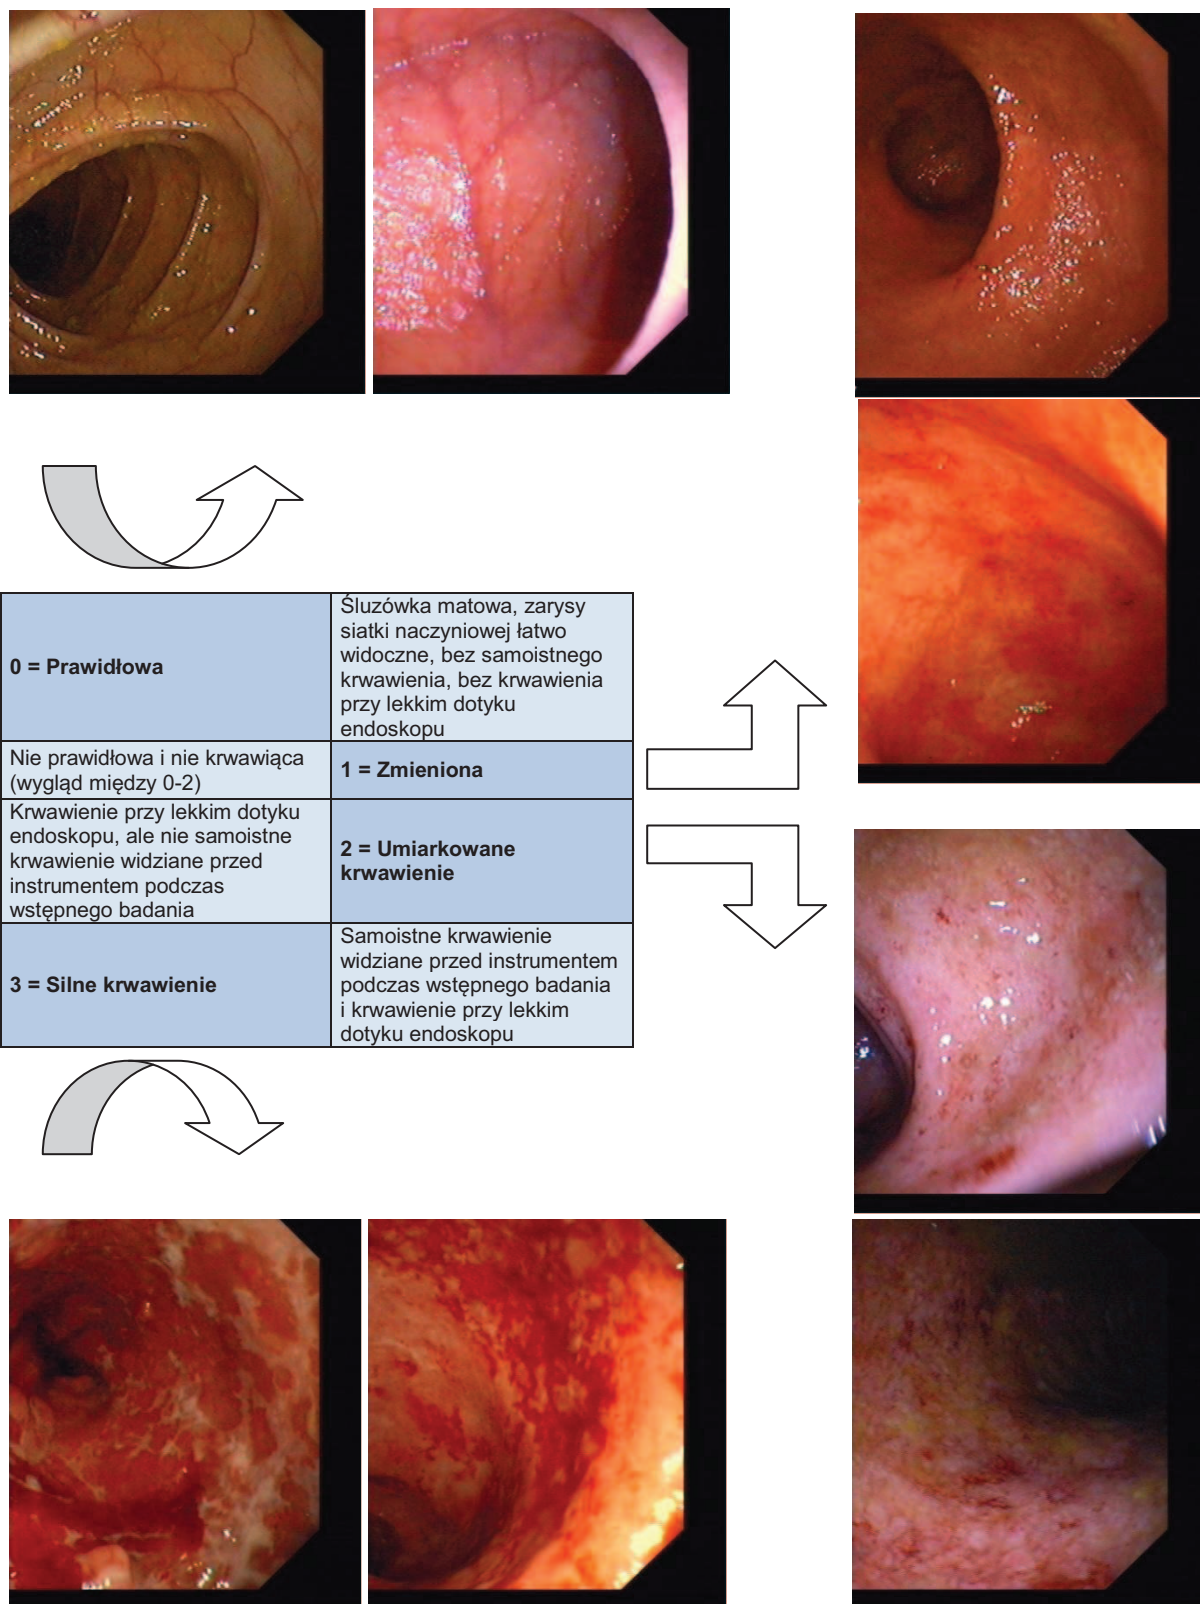 0 = Prawidłowa
Śluzówka matowa, zarysy
siatki naczyniowej łatwo
widoczne, bez samoistnego
krwawienia, bez krwawienia
przy lekkim dotyku
endoskopu
Nie prawidłowa i nie krwawiąca
(wygląd między 0-2)
1 = Zmieniona
Krwawienie przy lekkim dotyku
endoskopu, ale nie samoistne
krwawienie widziane przed
instrumentem podczas
wstępnego badania
2 = Umiarkowane
krwawienie
3 = Silne krwawienie
Samoistne krwawienie
widziane przed instrumentem
podczas wstępnego badania
i krwawienie przy lekkim
dotyku endoskopu